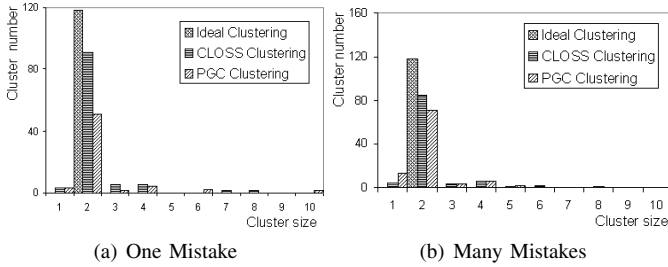 Cluster number
120
80
40
0
Ideal Clustering
CLOSS Clustering
PGC Clustering
1 2 3 4 5 6 7 8 9 10
Cluster size
(a) One Mistake
Cluster number
160
120
80
40
0
Ideal Clustering
CLOSS Clustering
PGC Clustering
1 2 3 4 5 6 7 8 9 10
Cluster size
(b) Many Mistakes